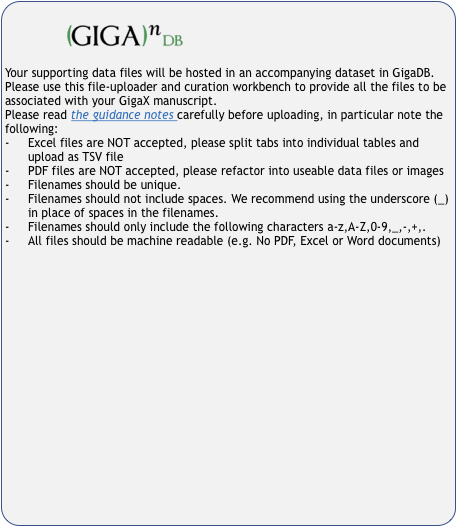 (GIGA)n DB
Your supporting data files will be hosted in an accompanying dataset in GigaDB.
Please use this file-uploader and curation workbench to provide all the files to be
associated with your GigaX manuscript.
Please read the guidance notes carefully before uploading, in particular note the
following:
- Excel files are NOT accepted, please split tabs into individual tables and
upload as TSV file
- PDF files are NOT accepted, please refactor into useable data files or images
- Filenames should be unique.
- Filenames should not include spaces. We recommend using the underscore (_)
in place of spaces in the filenames.
- Filenames should only include the following characters a-z,A-Z,0-9,_,-,+,.
- All files should be machine readable (e.g. No PDF, Excel or Word documents)